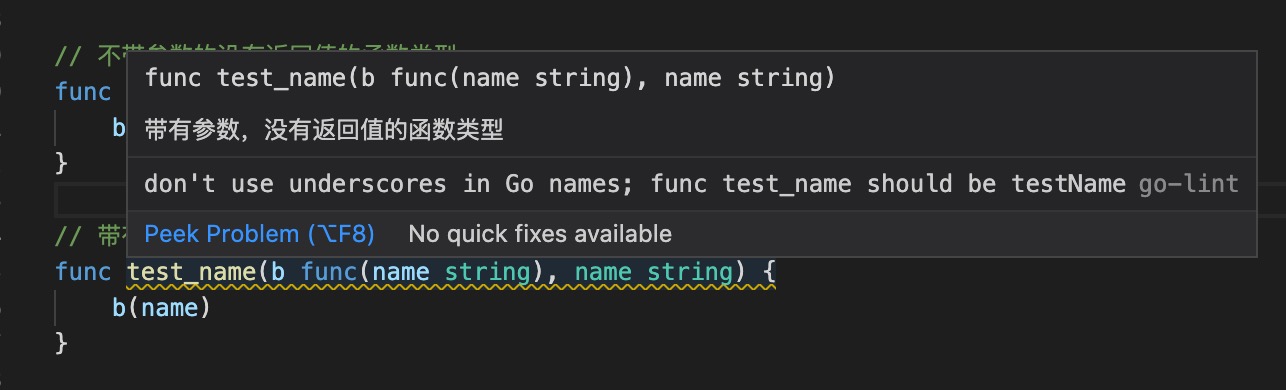 // 不带参数的没有返回值的函数类型
func
func test_name(b func(name string), name string)
带有参数，没有返回值的函数类型
b
}
don't use underscores in Go names; func test_name should be testName go-lint
Peek Problem (⌥F8) No quick fixes available
// 带
func test_name(b func(name string), name string) {
b(name)
}